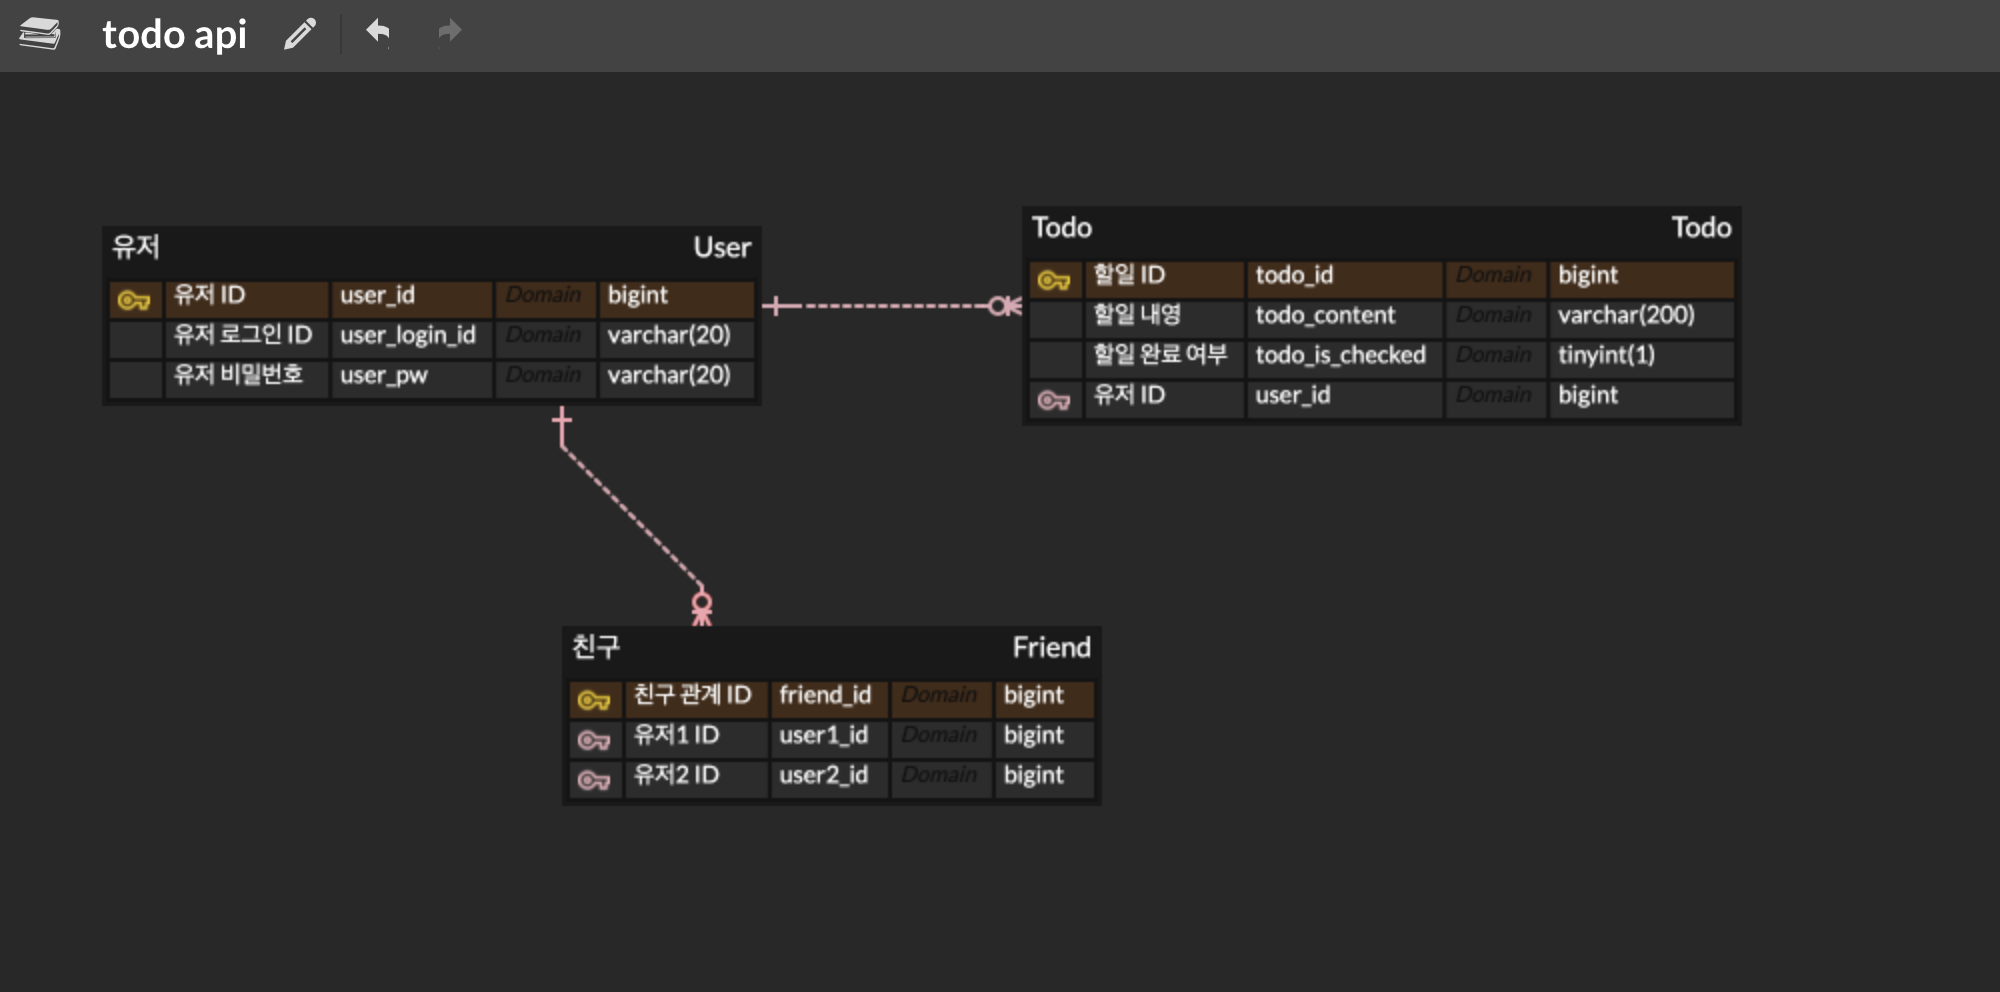 todo api
유저 User
유저 ID user_id Domain bigint
유저 로그인 ID user_login_id Domain varchar(20)
유저 비밀번호 user_pw Domain varchar(20)
Todo Todo
할일 ID todo_id Domain bigint
할일 내영 todo_content Domain varchar(200)
할일 완료 여부 todo_is_checked Domain tinyint(1)
유저 ID user_id Domain bigint
친구 Friend
친구 관계 ID friend_id Domain bigint
유저1 ID user1_id Domain bigint
유저2 ID user2_id Domain bigint